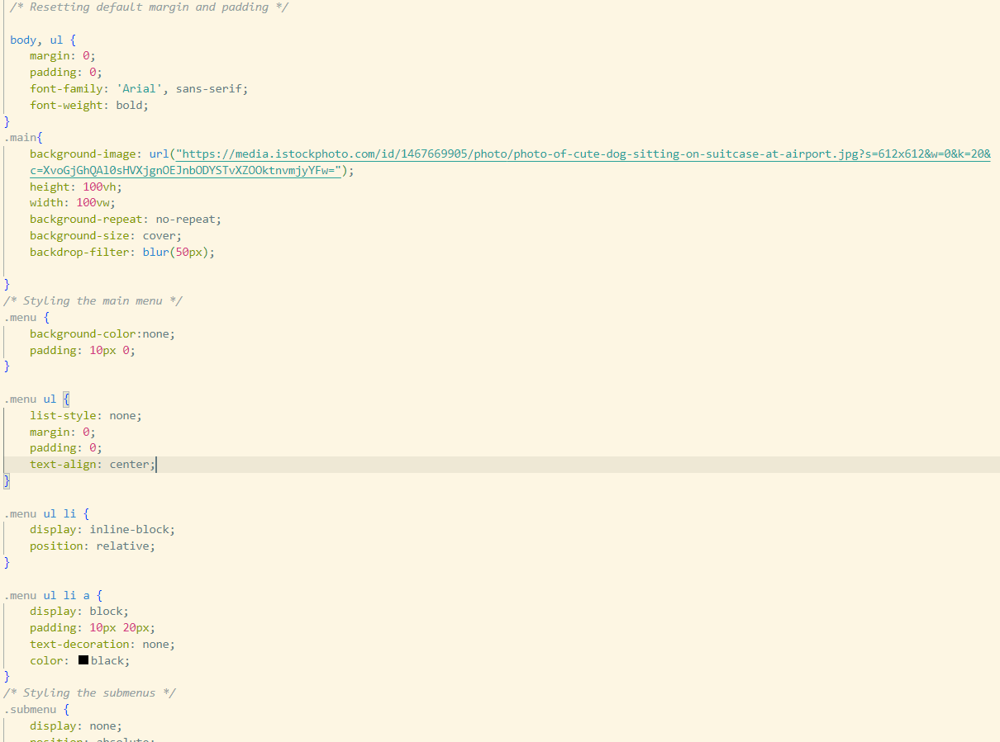 /* Resetting default margin and padding */
body, ul {
margin: 0;
padding: 0;
font-family: 'Arial', sans-serif;
font-weight: bold;
}
.main{
background-image: url("https://media.istockphoto.com/id/1467669905/photo/photo-of-cute-dog-sitting-on-suitcase-at-airport.jpg?s=612x612&w=0&k=20&
c=XvoGjGhQAl0sHVXjgnOEJnbODYSTvXZOOktnvmjyYFw=");
height: 100vh;
width: 100vw;
background-repeat: no-repeat;
background-size: cover;
backdrop-filter: blur(50px);
}
/* Styling the main menu */
.menu {
background-color:none;
padding: 10px 0;
}
.menu ul {
list-style: none;
margin: 0;
padding: 0;
text-align: center;
}
.menu ul li {
display: inline-block;
position: relative;
}
.menu ul li a {
display: block;
padding: 10px 20px;
text-decoration: none;
color: black;
}
/* Styling the submenus */
.submenu {
display: none;
position: absolute;